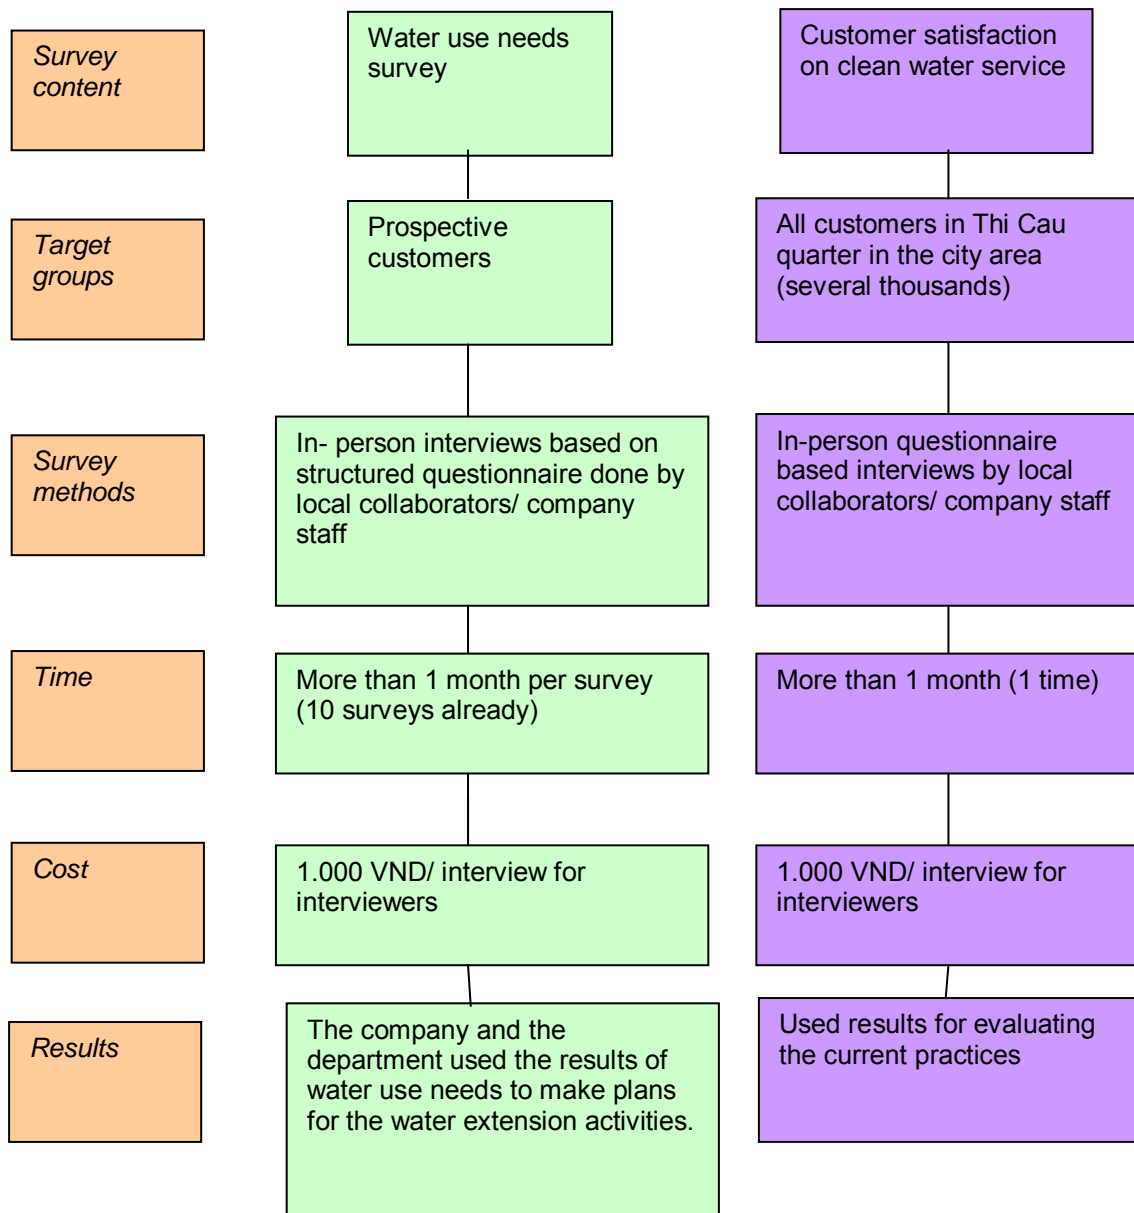 Survey
content
Water use needs
survey
Customer satisfaction
on clean water service
Target
groups
Prospective
customers
All customers in Thi Cau
quarter in the city area
(several thousands)
Survey
methods
In- person interviews based on
structured questionnaire done by
local collaborators/ company
staff
In-person questionnaire
based interviews by local
collaborators/ company staff
Time
More than 1 month per survey
(10 surveys already)
More than 1 month (1 time)
Cost
1.000 VND/ interview for
interviewers
1.000 VND/ interview for
interviewers
Results
The company and the
department used the results of
water use needs to make plans
for the water extension activities.
Used results for evaluating
the current practices